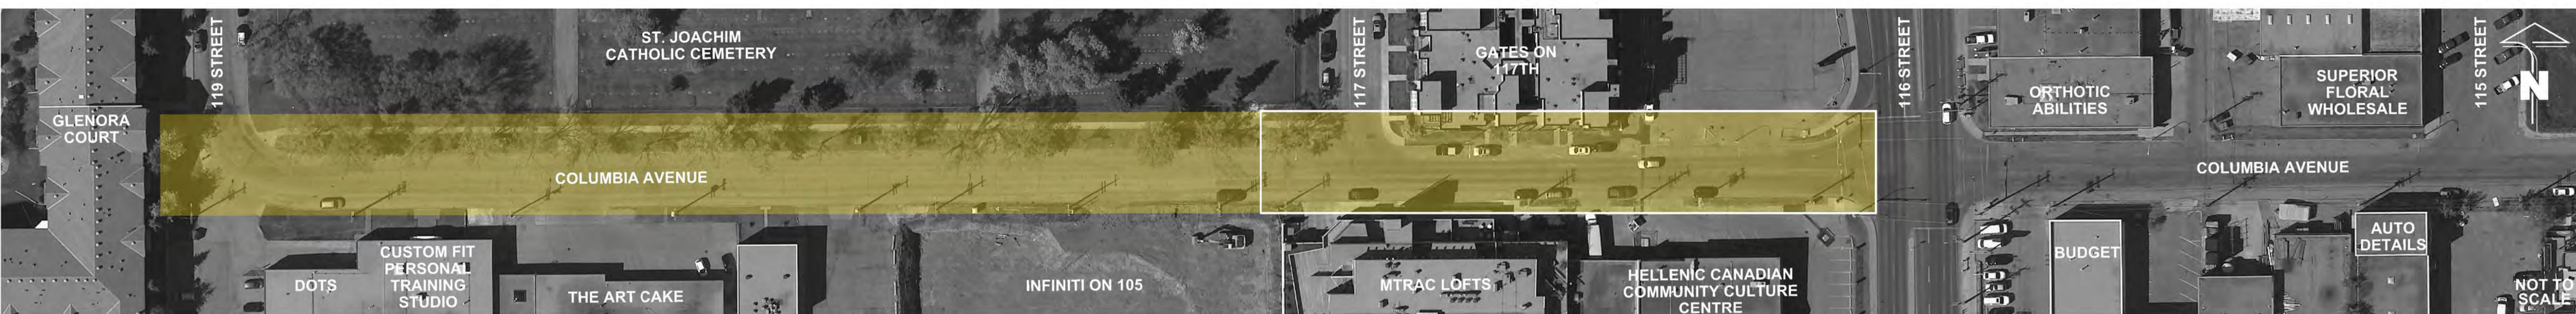 119 STREET
ST. JOACHIM
CATHOLIC CEMETERY
117 STREET
GATES ON
117TH
116 STREET
ORTHOTIC
ABILITIES
SUPERIOR
FLORAL
WHOLESALE
115 STREET
N
GLENORA
COURT
COLUMBIA AVENUE
COLUMBIA AVENUE
DOTS
CUSTOM FIT
PERSONAL
TRAINING
STUDIO
THE ART CAKE
INFINITI ON 105
MTRAC LOFTS
HELLENIC CANADIAN
COMMUNITY CULTURE
CENTRE
BUDGET
AUTO
DETAILS
NOT TO
SCALE